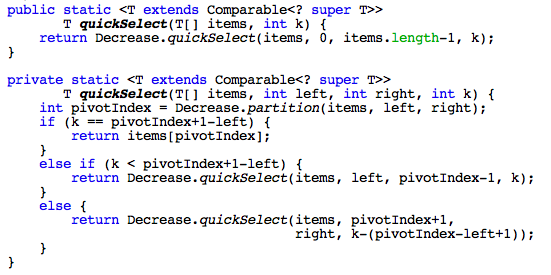 public static <T extends Comparable<? super T>>
        T quickSelect(T[] items, int k) {
    return Decrease.quickSelect(items, 0, items.length-1, k);
}
private static <T extends Comparable<? super T>>
        T quickSelect(T[] items, int left, int right, int k) {
    int pivotIndex = Decrease.partition(items, left, right);
    if (k == pivotIndex+1-left) {
        return items[pivotIndex];
    }
    else if (k < pivotIndex+1-left) {
        return Decrease.quickSelect(items, left, pivotIndex-1, k);
    }
    else {
        return Decrease.quickSelect(items, pivotIndex+1,
                                    right, k-(pivotIndex-left+1));
    }
}